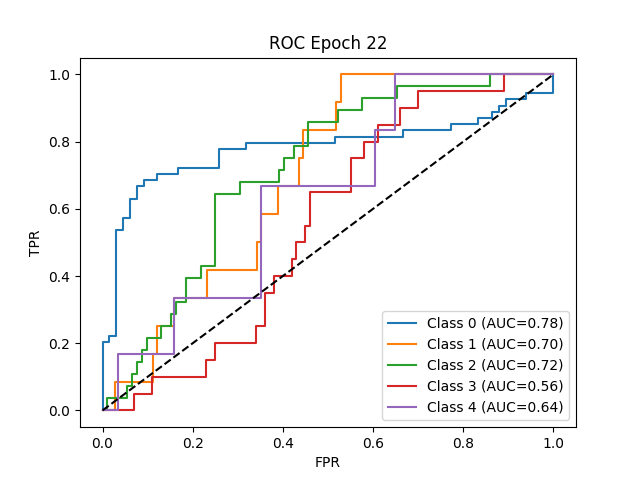 ROC Epoch 22
TPR
1.0
0.8
0.6
0.4
0.2
0.0
Class 0 (AUC=0.78)
Class 1 (AUC=0.70)
Class 2 (AUC=0.72)
Class 3 (AUC=0.56)
Class 4 (AUC=0.64)
0.0 0.2 0.4 0.6 0.8 1.0
FPR